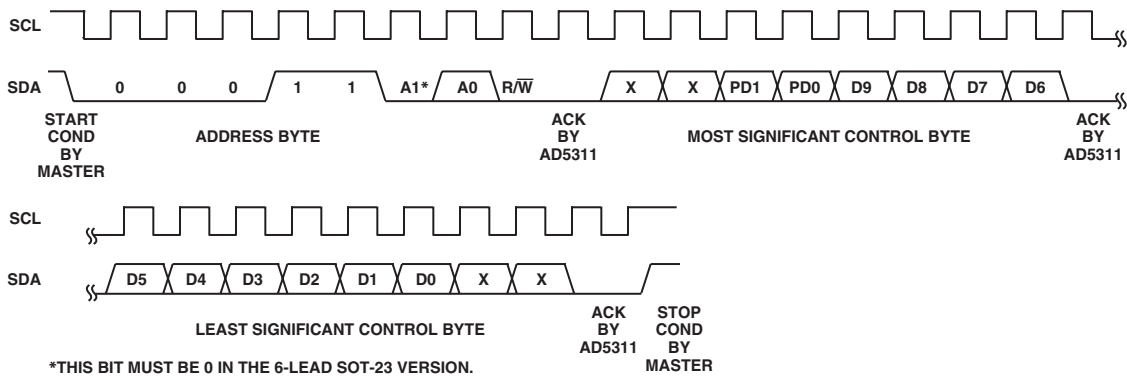 SCL
SDA 0 0 0 1 1 A1* A0 R/W̅ X X PD1 PD0 D9 D8 D7 D6
START COND BY MASTER
ADDRESS BYTE
ACK BY AD5311
MOST SIGNIFICANT CONTROL BYTE
ACK BY AD5311
SCL
SDA D5 D4 D3 D2 D1 D0 X X
LEAST SIGNIFICANT CONTROL BYTE
ACK BY AD5311
STOP COND BY MASTER
*THIS BIT MUST BE 0 IN THE 6-LEAD SOT-23 VERSION.